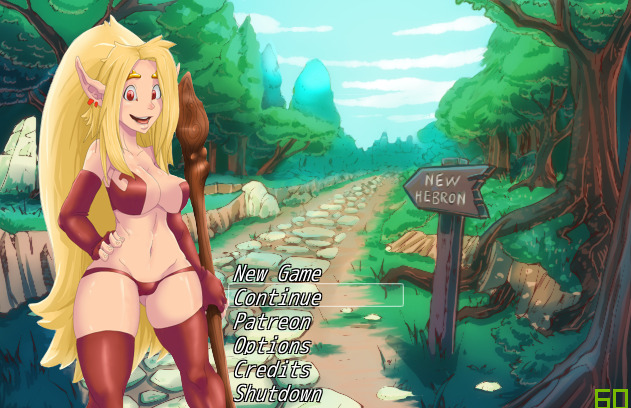 NEW
HEBRON
New Game
Continue
Patreon
Options
Credits
Shutdown
60